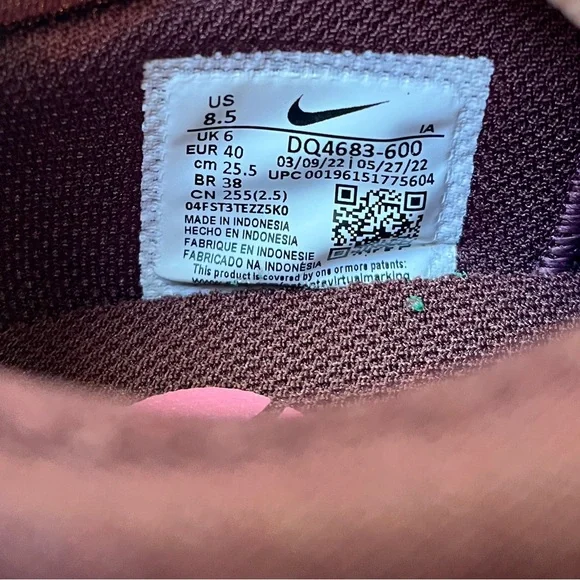 US
8.5
UK 6
EUR 40
cm 25.5
BR 38
CN 255(2.5)
04FST3TEZZ5K0
IA
DQ4683-600
03/09/22 | 05/27/22
UPC 00196151775604
MADE IN INDONESIA
HECHO EN INDONESIA
FABRIQUE EN INDONESIE
FABRICADO NA INDONÉSIA
This product is covered by one or more patents:
virtualmarking